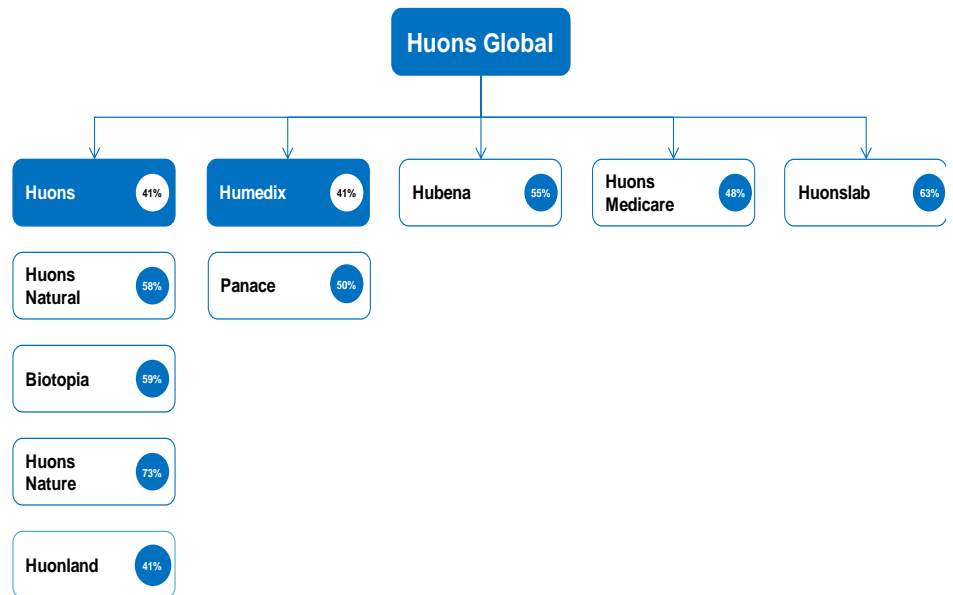 Huons Global
Huons
41%
Humedix
41%
Hubena
55%
Huons
Medicare
48%
Huonslab
63%
Huons
Natural
58%
Panace
50%
Biotopia
59%
Huons
Nature
73%
Huonland
41%